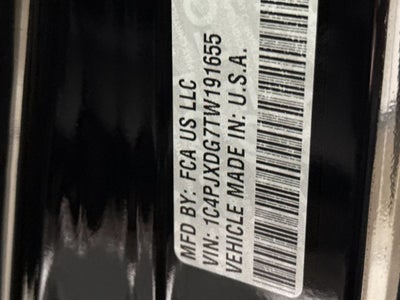 MFD BY: FCA US LLC
VIN: 1C4PJXDG7TW191655
VEHICLE MADE IN: U.S.A.